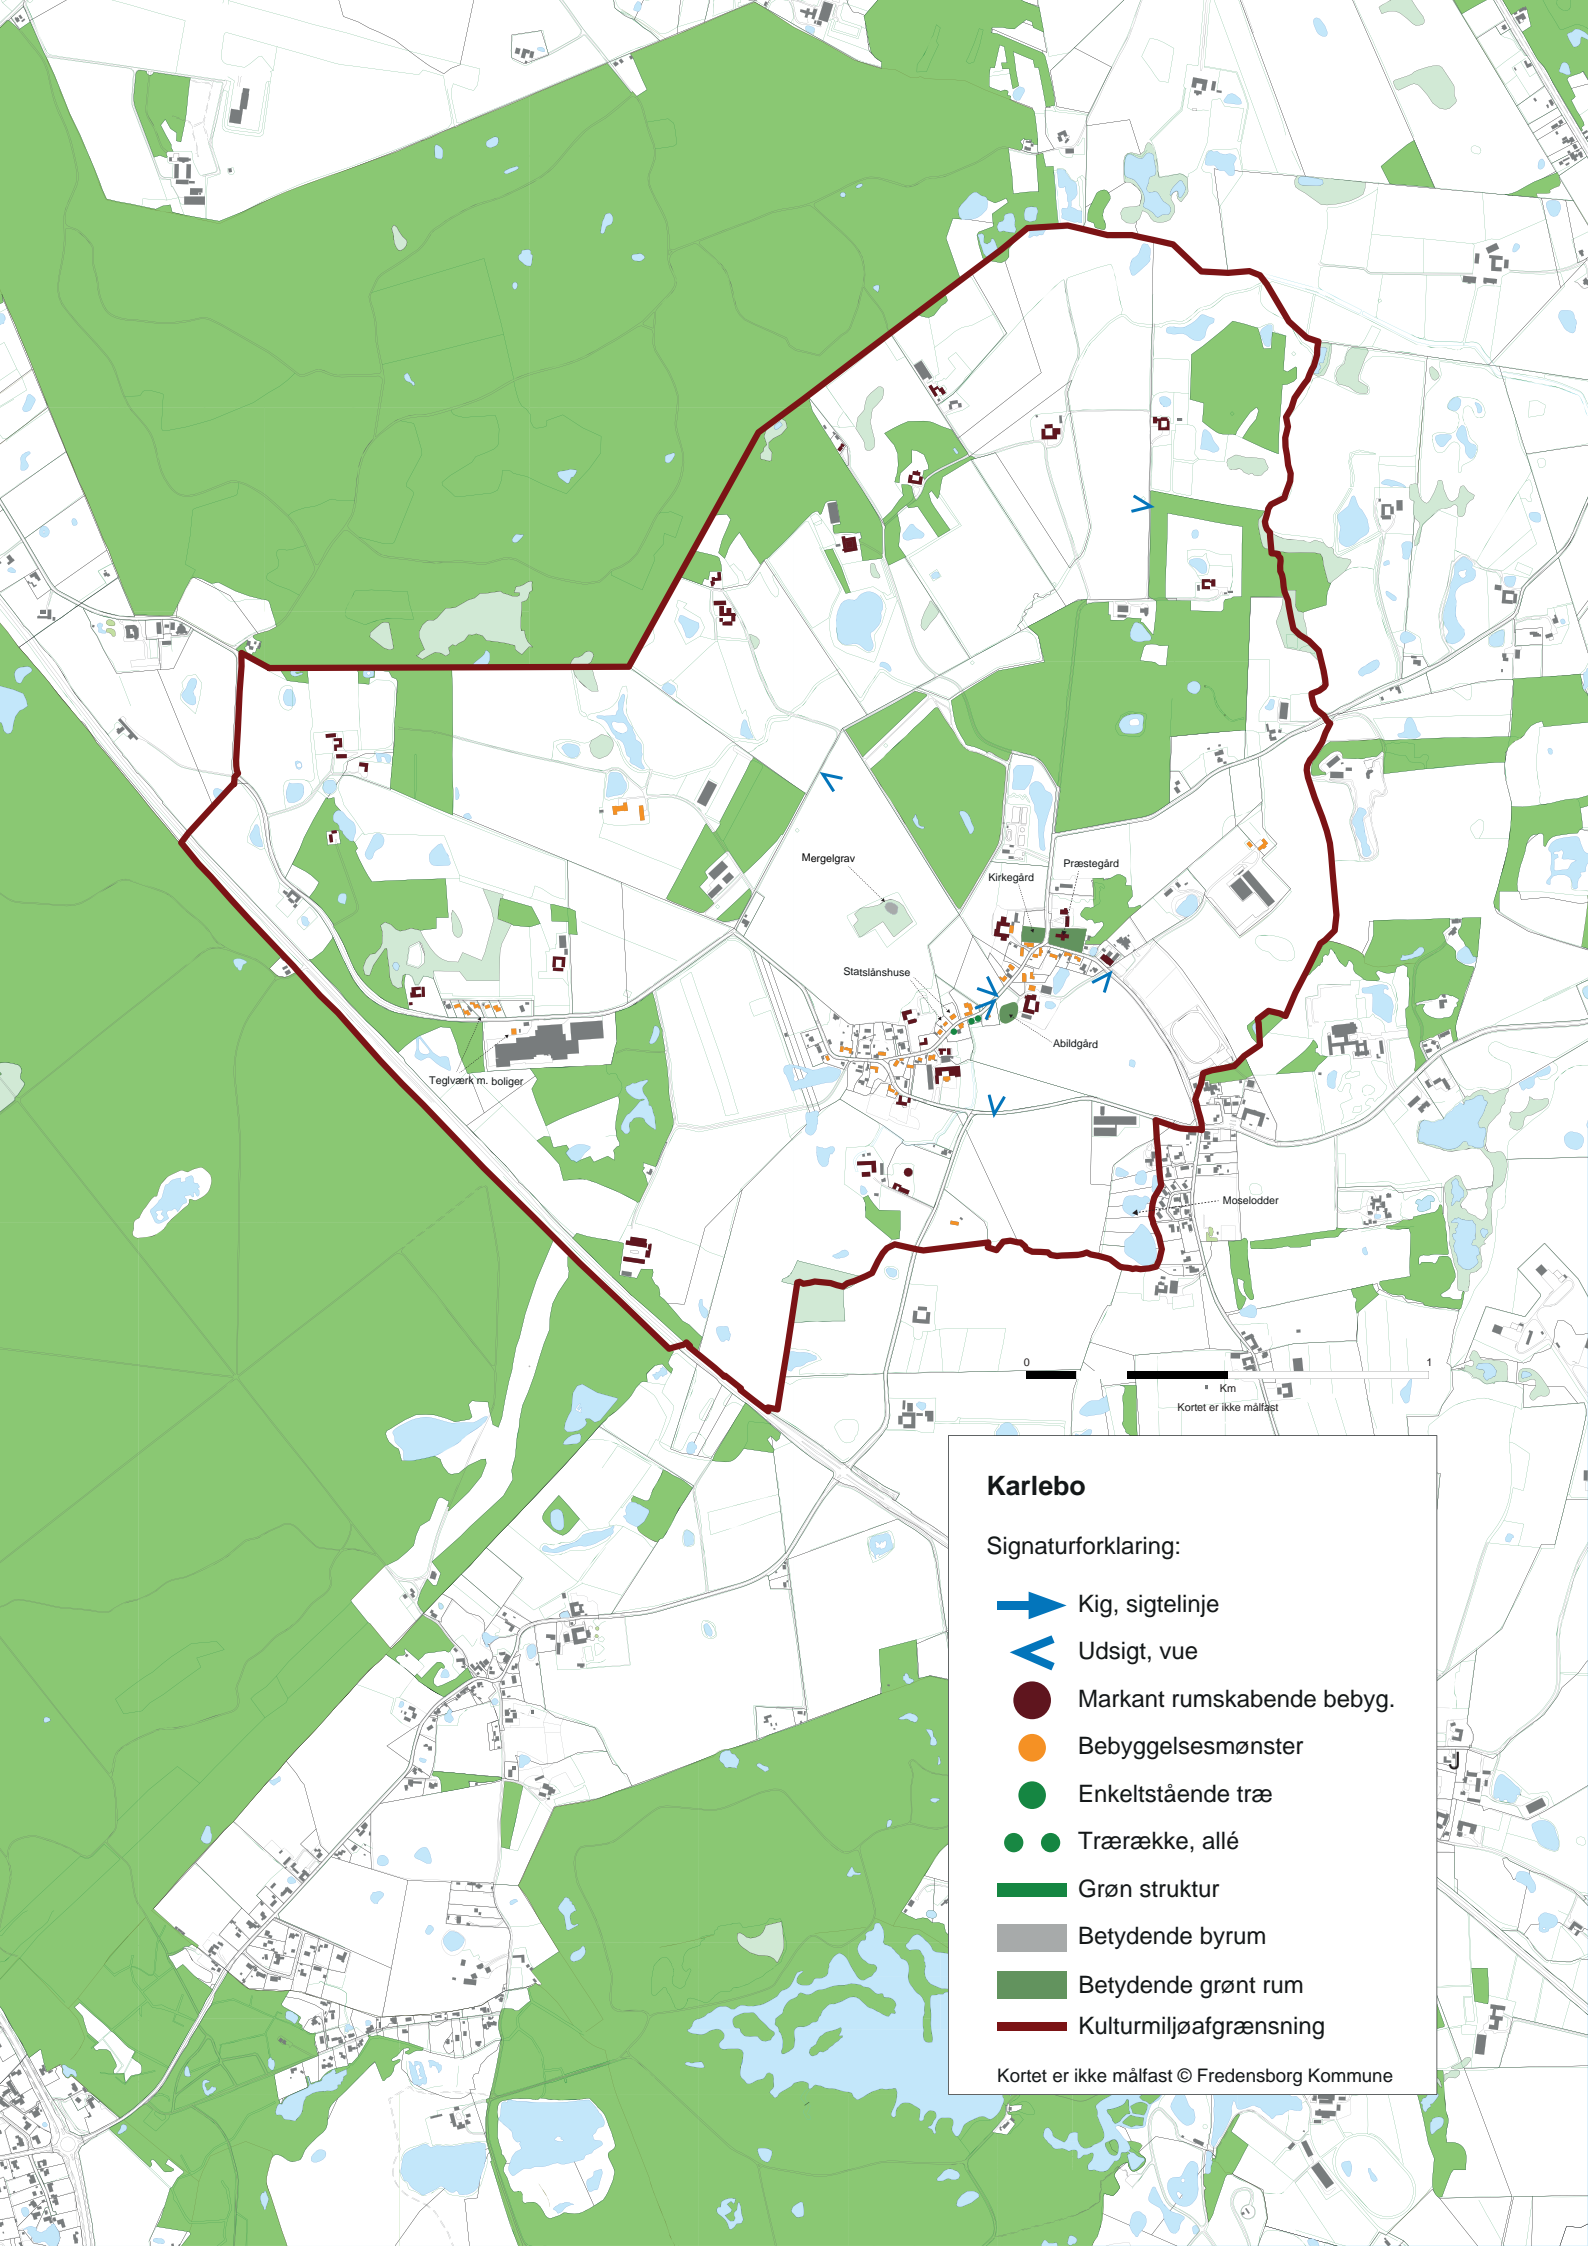 Mergelgrav
Præstegård
Kirkegård
Statslånshuse
Abildgård
Teglværk m. boliger
Moselodder
0
1
Km
Kortet er ikke målfast
Karlebo
Signaturforklaring:
Kig, sigtelinje
Udsigt, vue
Markant rumskabende bebyg.
Bebyggelsesmønster
Enkeltstående træ
Trærække, allé
Grøn struktur
Betydende byrum
Betydende grønt rum
Kulturmiljøafgrænsning
Kortet er ikke målfast © Fredensborg Kommune